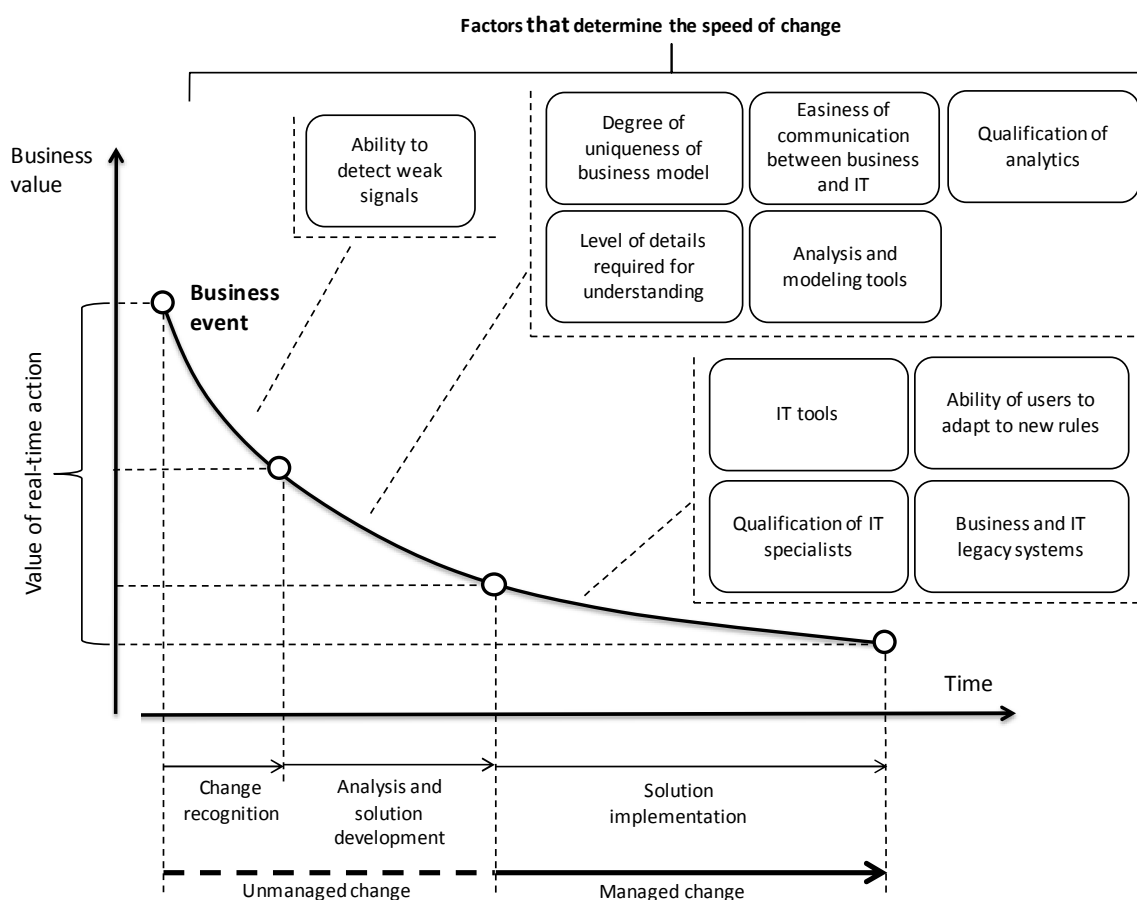 Factors that determine the speed of change
Business
value
Ability to
detect weak
signals
Degree of
uniqueness of
business model
Easiness of
communication
between business
and IT
Qualification of
analytics
Level of details
required for
understanding
Analysis and
modeling tools
Business
event
Value of real-time action
IT tools
Ability of users to
adapt to new rules
Qualification of IT
specialists
Business and IT
legacy systems
Time
Change
recognition
Analysis and
solution
development
Solution
implementation
Unmanaged change
Managed change